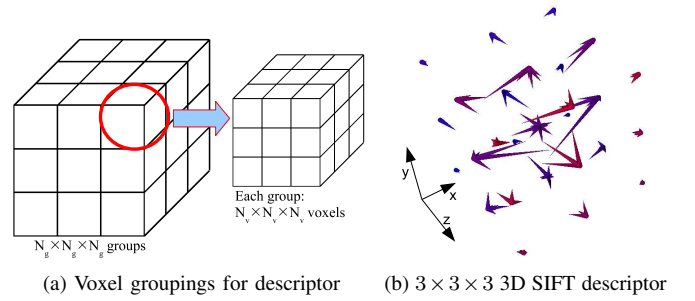 Each group:
N_v×N_v×N_v voxels
N_g×N_g×N_g groups
y
x
z
(a) Voxel groupings for descriptor
(b) 3×3×3 3D SIFT descriptor